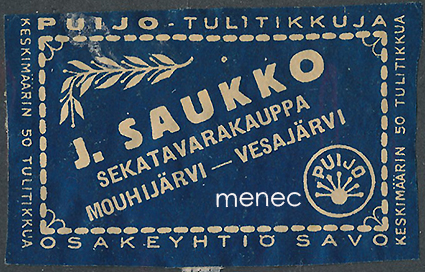 PUIJO-TULITIKKUJA
KESKIMÄÄRIN 50 TULITIKKUA
J. SAUKKO
SEKATAVARAKAUPPA
MOUHIJÄRVI — VESAJÄRVI
menec
PUIJO
KESKIMÄÄRIN 50 TULITIKKUA
OSAKEYHTIÖ SAVO